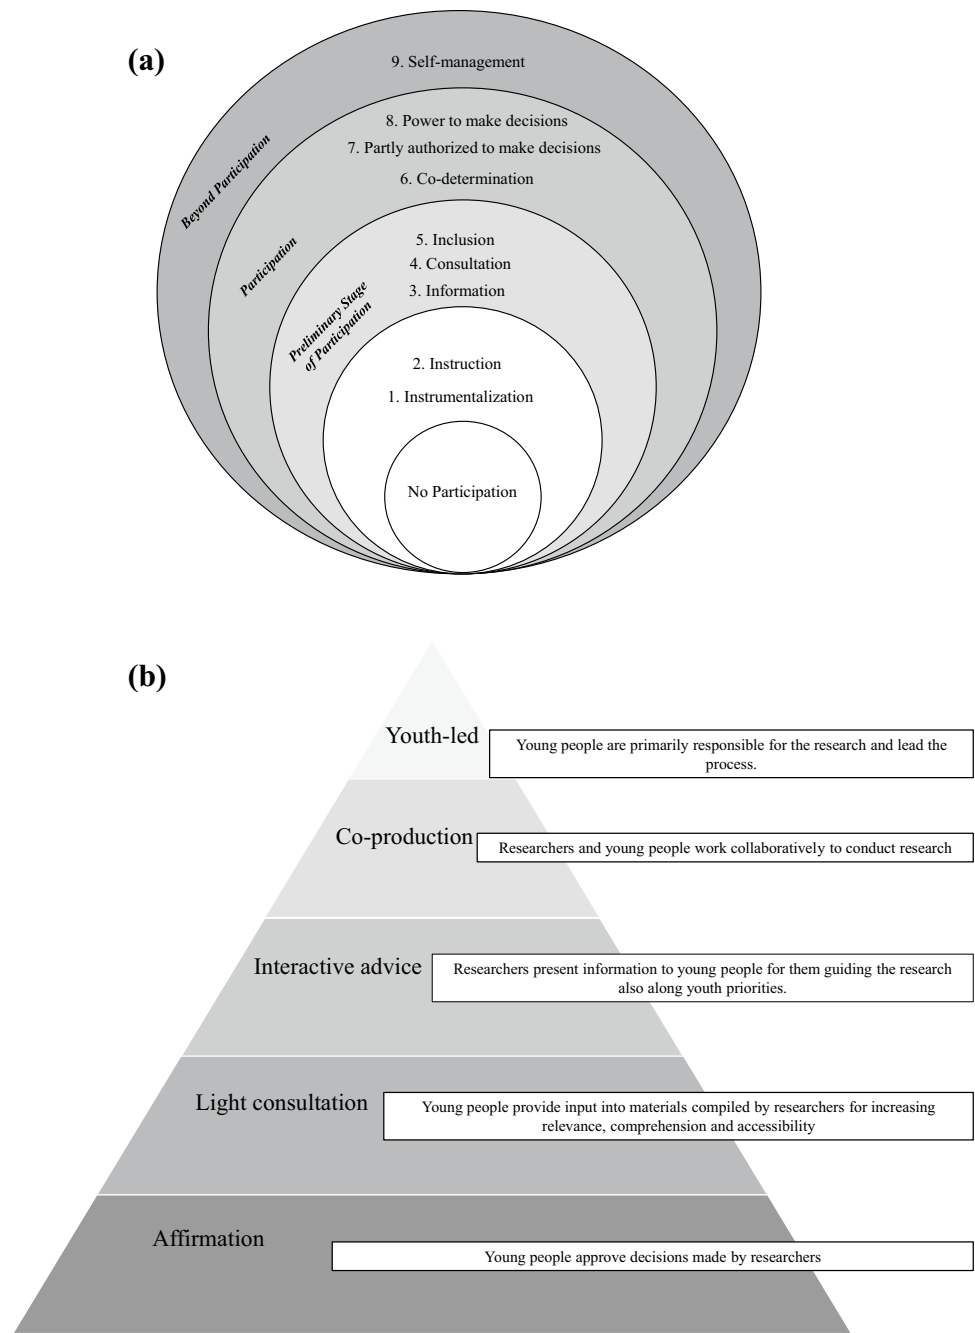 (a)
9. Self-management
8. Power to make decisions
7. Partly authorized to make decisions
6. Co-determination
Beyond Participation
Participation
5. Inclusion
4. Consultation
3. Information
Preliminary Stage
of Participation
2. Instruction
1. Instrumentalization
No Participation
(b)
Youth-led
Young people are primarily responsible for the research and lead the
process.
Co-production
Researchers and young people work collaboratively to conduct research
Interactive advice
Researchers present information to young people for them guiding the research
also along youth priorities.
Light consultation
Young people provide input into materials compiled by researchers for increasing
relevance, comprehension and accessibility
Affirmation
Young people approve decisions made by researchers